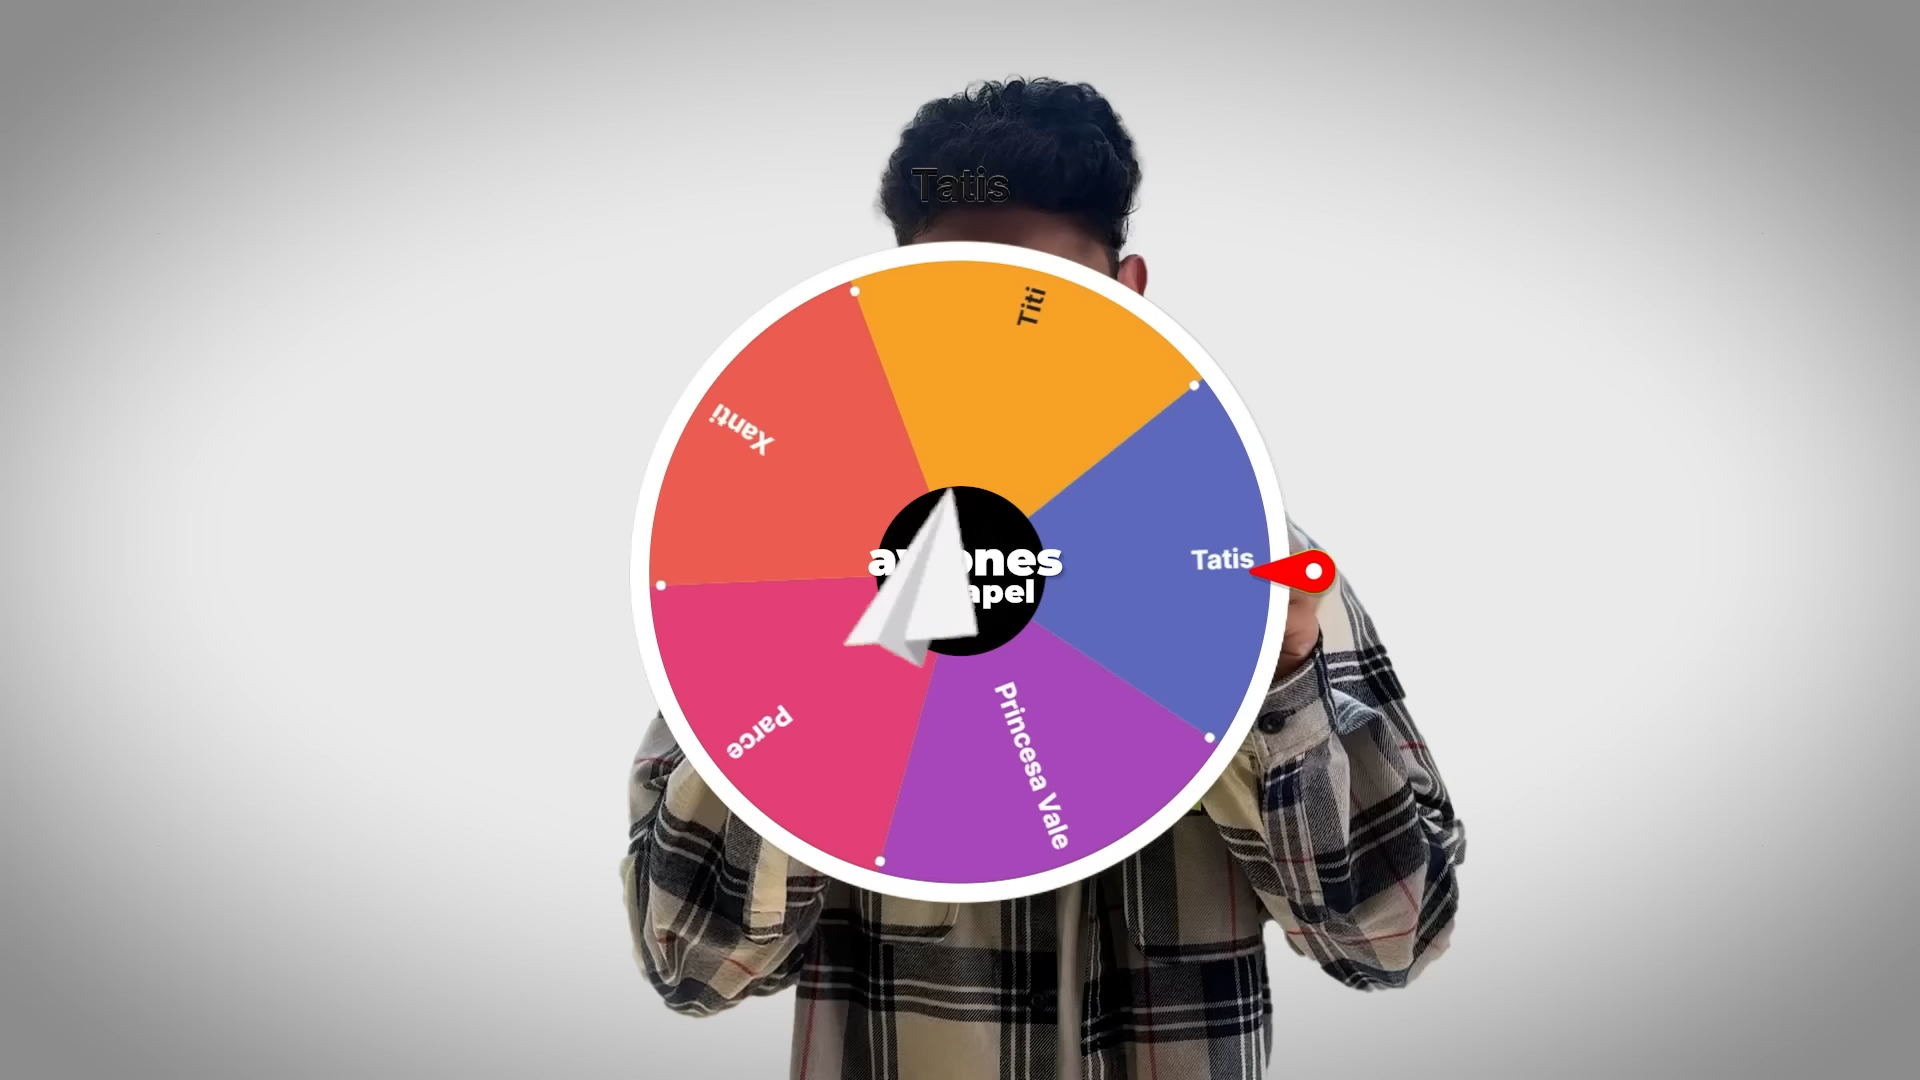 Tatis
Titi
Xanti
Tatis
apel
Princesa Vale
Parce